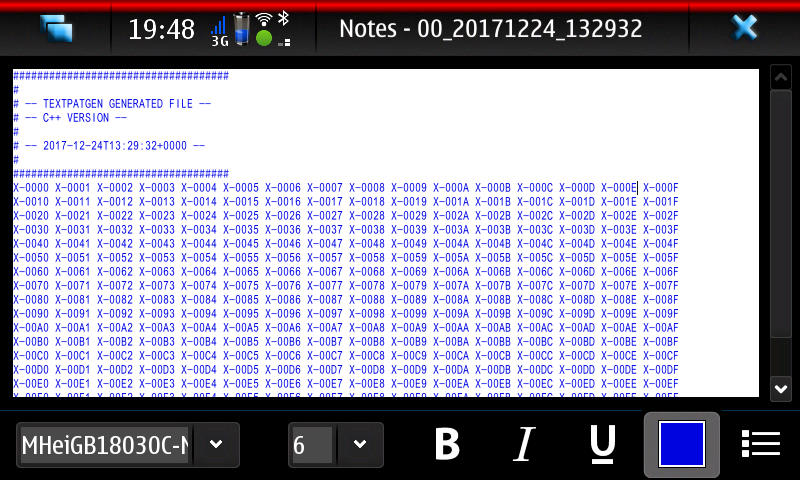 19:48 3G Notes - 00_20171224_132932
####################################
#
# -- TEXTPATGEN GENERATED FILE --
# -- C++ VERSION --
#
# -- 2017-12-24T13:29:32+0000 --
#
####################################
X-0000 X-0001 X-0002 X-0003 X-0004 X-0005 X-0006 X-0007 X-0008 X-0009 X-000A X-000B X-000C X-000D X-000E X-000F
X-0010 X-0011 X-0012 X-0013 X-0014 X-0015 X-0016 X-0017 X-0018 X-0019 X-001A X-001B X-001C X-001D X-001E X-001F
X-0020 X-0021 X-0022 X-0023 X-0024 X-0025 X-0026 X-0027 X-0028 X-0029 X-002A X-002B X-002C X-002D X-002E X-002F
X-0030 X-0031 X-0032 X-0033 X-0034 X-0035 X-0036 X-0037 X-0038 X-0039 X-003A X-003B X-003C X-003D X-003E X-003F
X-0040 X-0041 X-0042 X-0043 X-0044 X-0045 X-0046 X-0047 X-0048 X-0049 X-004A X-004B X-004C X-004D X-004E X-004F
X-0050 X-0051 X-0052 X-0053 X-0054 X-0055 X-0056 X-0057 X-0058 X-0059 X-005A X-005B X-005C X-005D X-005E X-005F
X-0060 X-0061 X-0062 X-0063 X-0064 X-0065 X-0066 X-0067 X-0068 X-0069 X-006A X-006B X-006C X-006D X-006E X-006F
X-0070 X-0071 X-0072 X-0073 X-0074 X-0075 X-0076 X-0077 X-0078 X-0079 X-007A X-007B X-007C X-007D X-007E X-007F
X-0080 X-0081 X-0082 X-0083 X-0084 X-0085 X-0086 X-0087 X-0088 X-0089 X-008A X-008B X-008C X-008D X-008E X-008F
X-0090 X-0091 X-0092 X-0093 X-0094 X-0095 X-0096 X-0097 X-0098 X-0099 X-009A X-009B X-009C X-009D X-009E X-009F
X-00A0 X-00A1 X-00A2 X-00A3 X-00A4 X-00A5 X-00A6 X-00A7 X-00A8 X-00A9 X-00AA X-00AB X-00AC X-00AD X-00AE X-00AF
X-00B0 X-00B1 X-00B2 X-00B3 X-00B4 X-00B5 X-00B6 X-00B7 X-00B8 X-00B9 X-00BA X-00BB X-00BC X-00BD X-00BE X-00BF
X-00C0 X-00C1 X-00C2 X-00C3 X-00C4 X-00C5 X-00C6 X-00C7 X-00C8 X-00C9 X-00CA X-00CB X-00CC X-00CD X-00CE X-00CF
X-00D0 X-00D1 X-00D2 X-00D3 X-00D4 X-00D5 X-00D6 X-00D7 X-00D8 X-00D9 X-00DA X-00DB X-00DC X-00DD X-00DE X-00DF
X-00E0 X-00E1 X-00E2 X-00E3 X-00E4 X-00E5 X-00E6 X-00E7 X-00E8 X-00E9 X-00EA X-00EB X-00EC X-00ED X-00EE X-00EF
MHeiGB18030C- 6 B I U